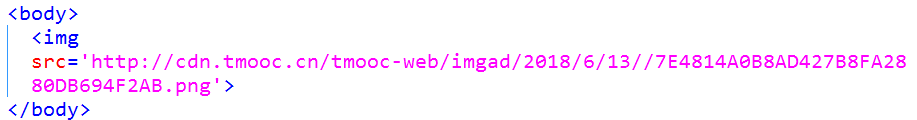 <body>
<img
src='http://cdn.tmooc.cn/tmooc-web/imgad/2018/6/13//7E4814A0B8AD427B8FA28
80DB694F2AB.png'>
</body>